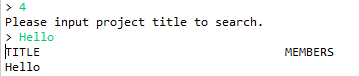 > 4
Please input project title to search.
> Hello
TITLE                                   MEMBERS
Hello